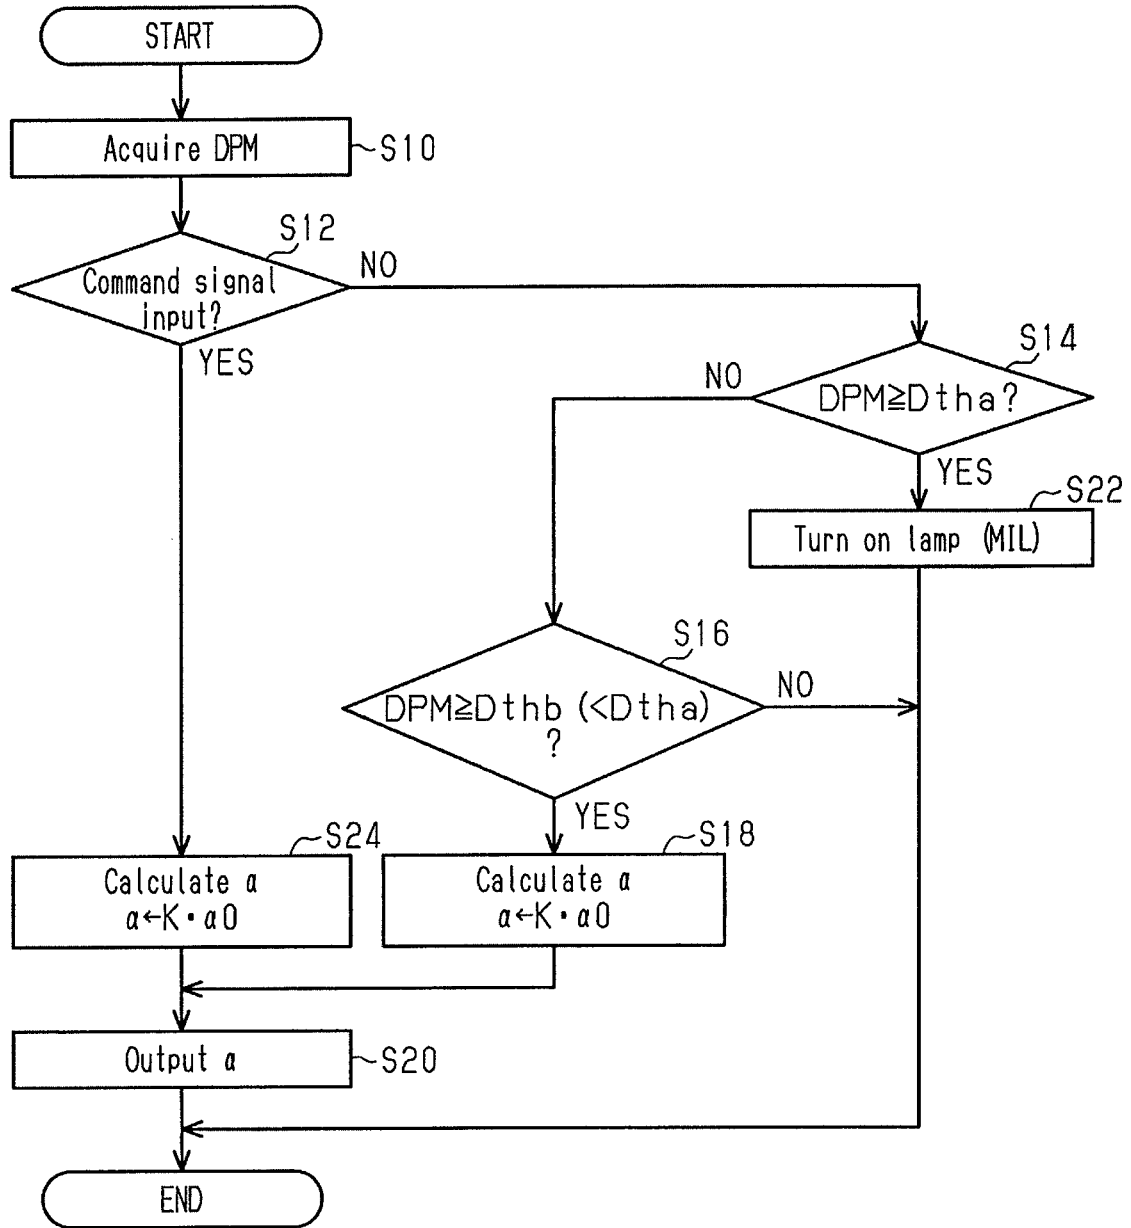 START
Acquire DPM
S10
S12
Command signal
input?
NO
YES
S14
DPM≧Dtha?
NO
YES
S22
Turn on lamp (MIL)
S16
DPM≧Dthb (<Dtha)
?
NO
YES
S24
Calculate α
α←K・α0
S18
Calculate α
α←K・α0
Output α
S20
END